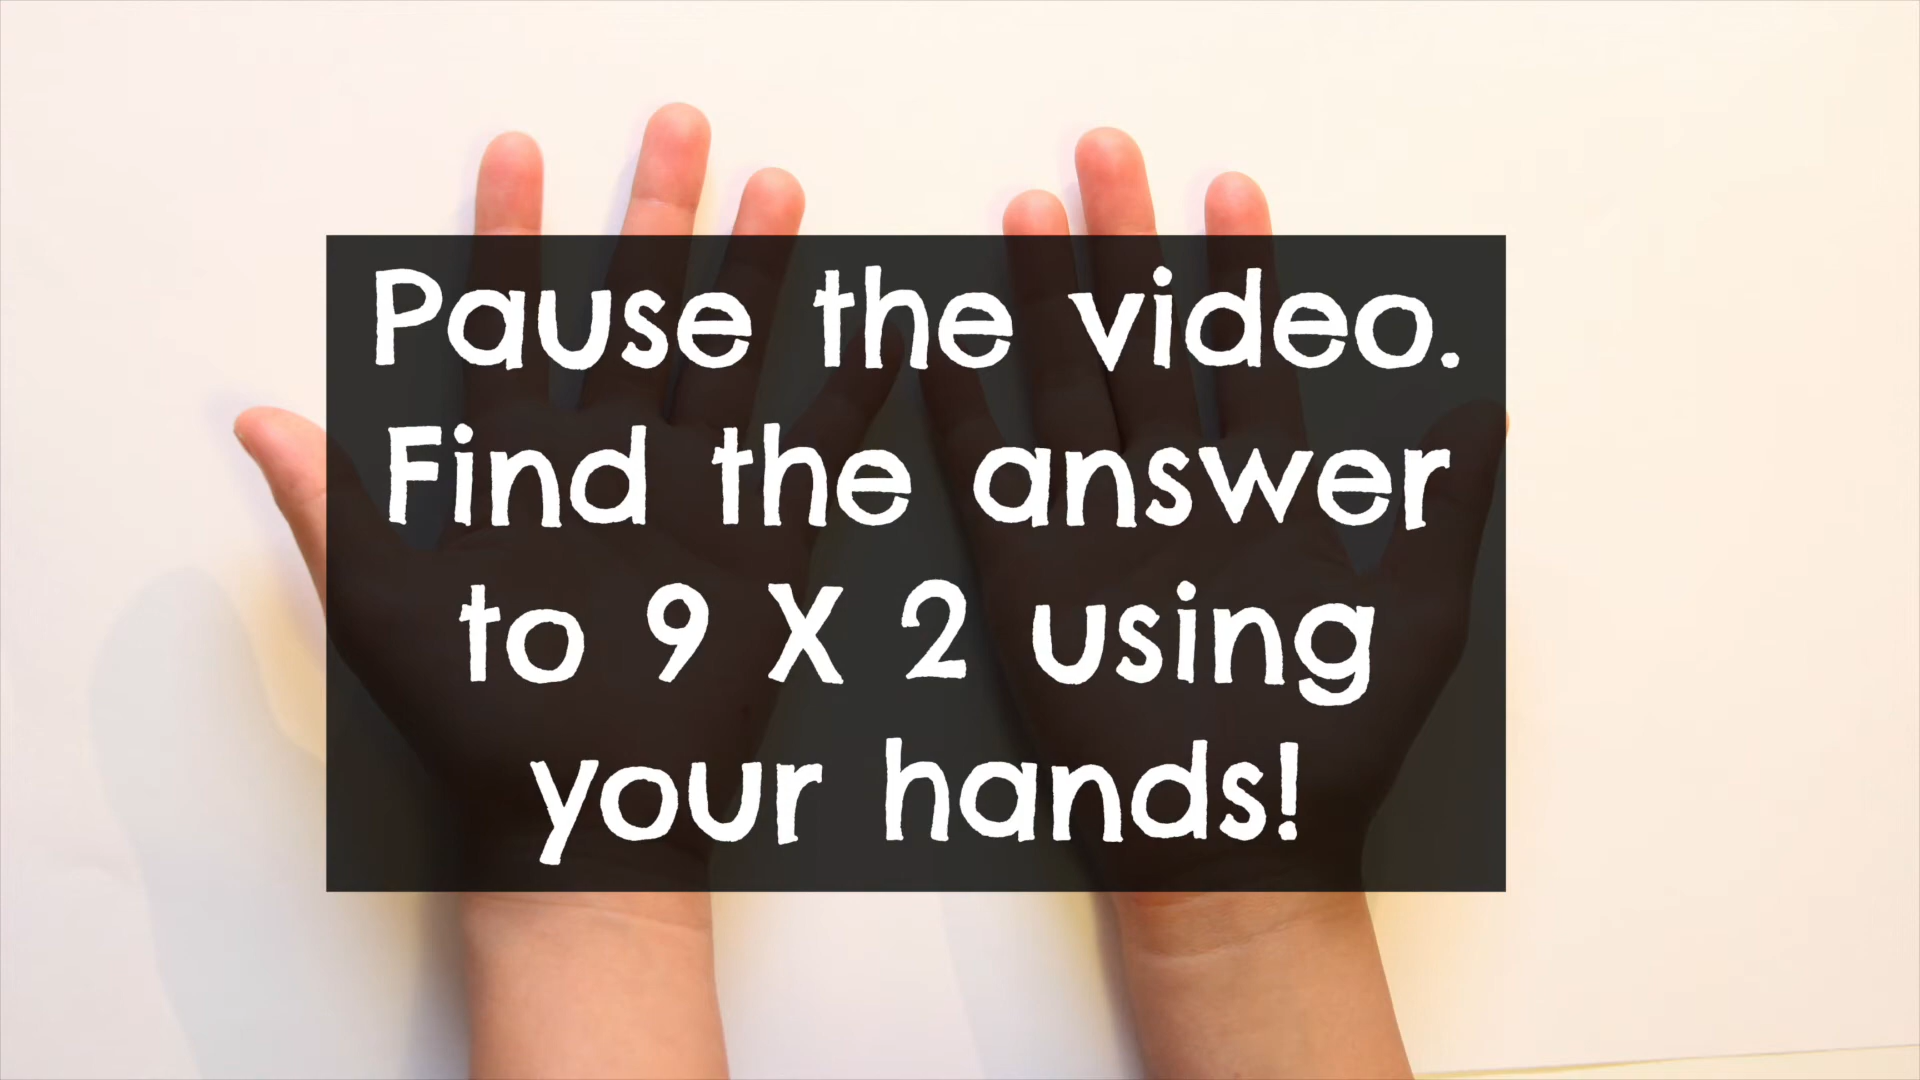 Pause the video.
Find the answer
to 9 X 2 using
your hands!